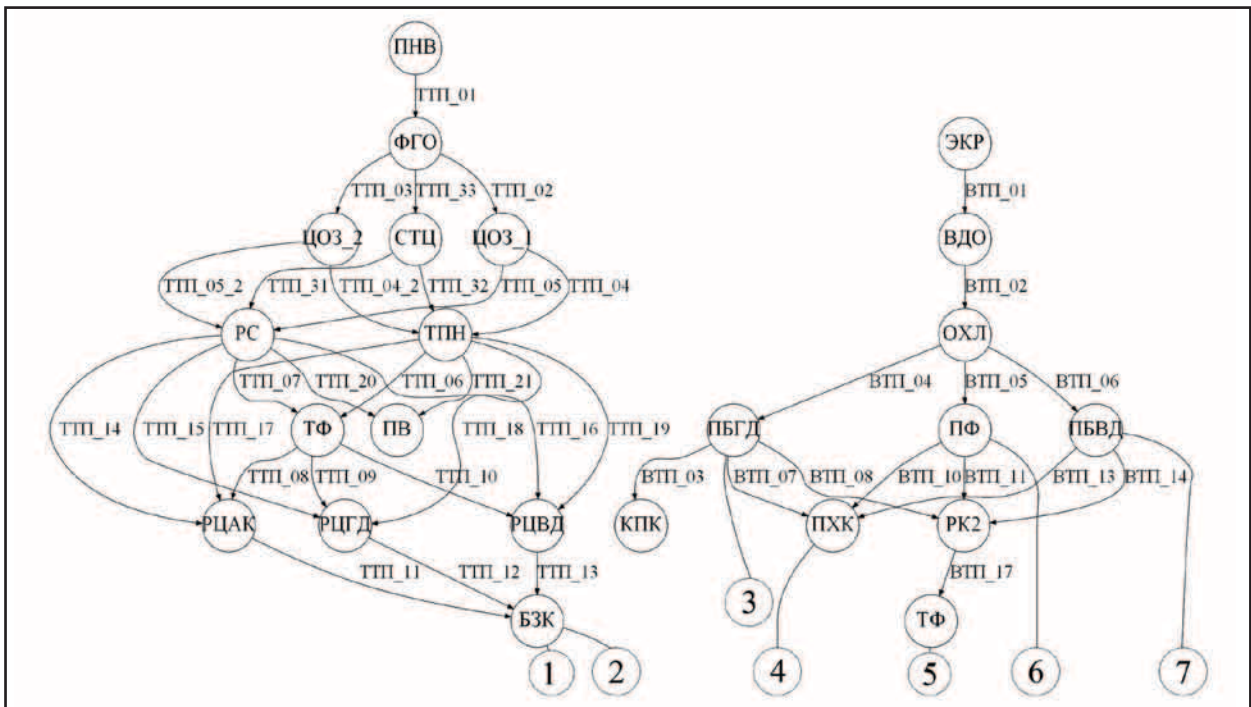 ПНВ
ТТП_01
ФГО
ЭКР
ТТП_03 ТТП_33 ТТП_02
ВТП_01
ЦОЗ_2 СТЦ ЦОЗ_1
ВДО
ТТП_05_2 ТТП_31 ТТП_04_2 ТТП_32 ТТП_05 ТТП_04
ВТП_02
РС ТПН
ОХЛ
ТТП_07 ТТП_20 ТТП_06 ТТП_21
ВТП_04 ВТП_05 ВТП_06
ТТП_14 ТТП_15 ТТП_17 ТФ ПВ ТТП_18 ТТП_16 ТТП_19
ПБГД ПФ ПБВД
ТТП_08 ТТП_09 ТТП_10
ВТП_03 ВТП_07 ВТП_08 ВТП_10 ВТП_11 ВТП_13 ВТП_14
РЦАК РЦГД РЦВД
КПК ПХК РК2
ТТП_11 ТТП_12 ТТП_13
ВТП_17
3
БЗК
ТФ
1 2
4 5 6 7